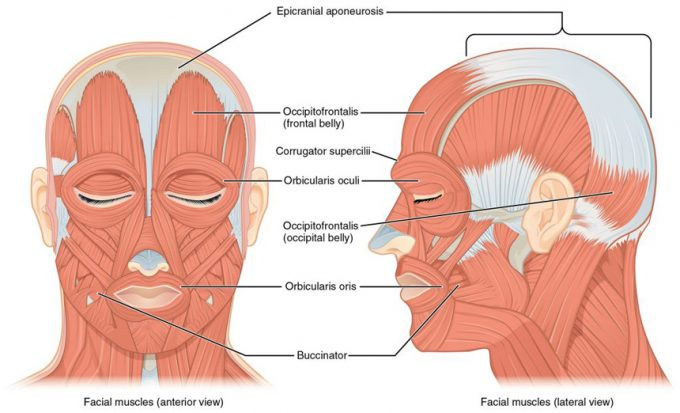 Epicranial aponeurosis
Occipitofrontalis
(frontal belly)
Corrugator supercilii
Orbicularis oculi
Occipitofrontalis
(occipital belly)
Orbicularis oris
Buccinator
Facial muscles (anterior view)
Facial muscles (lateral view)